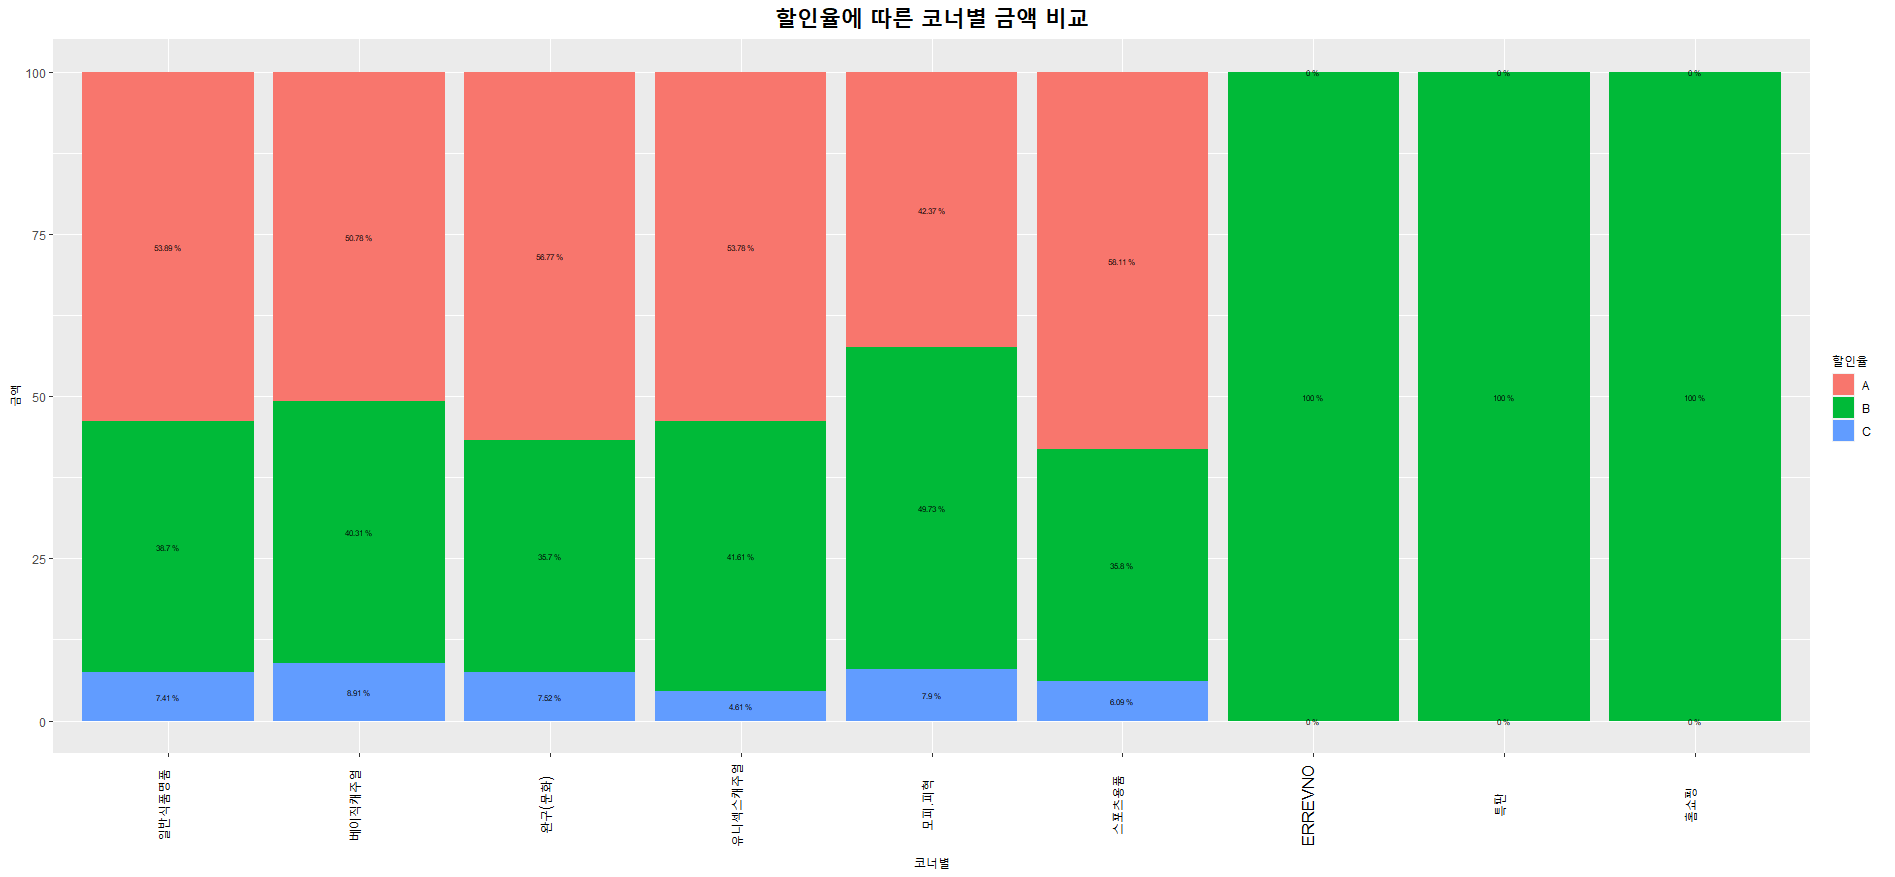 할인율에 따른 코너별 금액 비교
금액
100
75
50
25
0
53.89 %
38.7 %
7.41 %
50.78 %
40.31 %
8.91 %
56.77 %
35.7 %
7.52 %
53.78 %
41.61 %
4.61 %
42.37 %
49.73 %
7.9 %
58.11 %
35.8 %
6.09 %
0 %
100 %
0 %
0 %
100 %
0 %
0 %
100 %
0 %
일반식품명품
베이직캐주얼
완구(문화)
유니섹스캐주얼
모피.피혁
스포츠용품
ERREVNO
특판
홈쇼핑
코너별
할인율
A
B
C